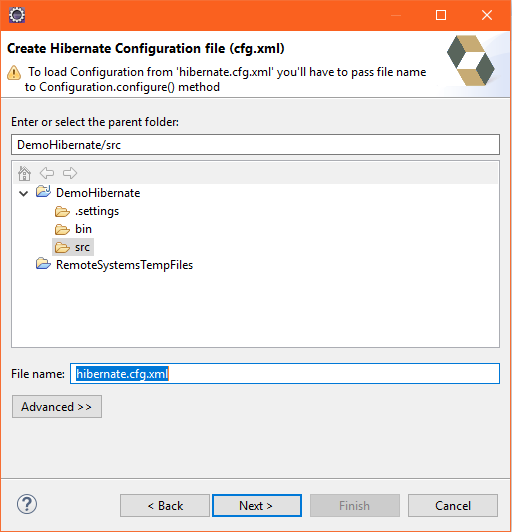 Create Hibernate Configuration file (cfg.xml)
To load Configuration from 'hibernate.cfg.xml' you'll have to pass file name
to Configuration.configure() method
Enter or select the parent folder:
DemoHibernate/src
DemoHibernate
.settings
bin
src
RemoteSystemsTempFiles
File name: hibernate.cfg.xml
Advanced >>
? < Back Next > Finish Cancel